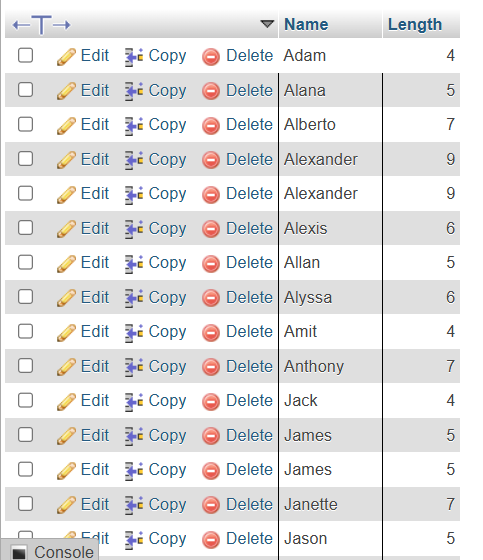 Name Length
Edit Copy Delete Adam 4
Edit Copy Delete Alana 5
Edit Copy Delete Alberto 7
Edit Copy Delete Alexander 9
Edit Copy Delete Alexander 9
Edit Copy Delete Alexis 6
Edit Copy Delete Allan 5
Edit Copy Delete Alyssa 6
Edit Copy Delete Amit 4
Edit Copy Delete Anthony 7
Edit Copy Delete Jack 4
Edit Copy Delete James 5
Edit Copy Delete James 5
Edit Copy Delete Janette 7
Edit Copy Delete Jason 5
Console